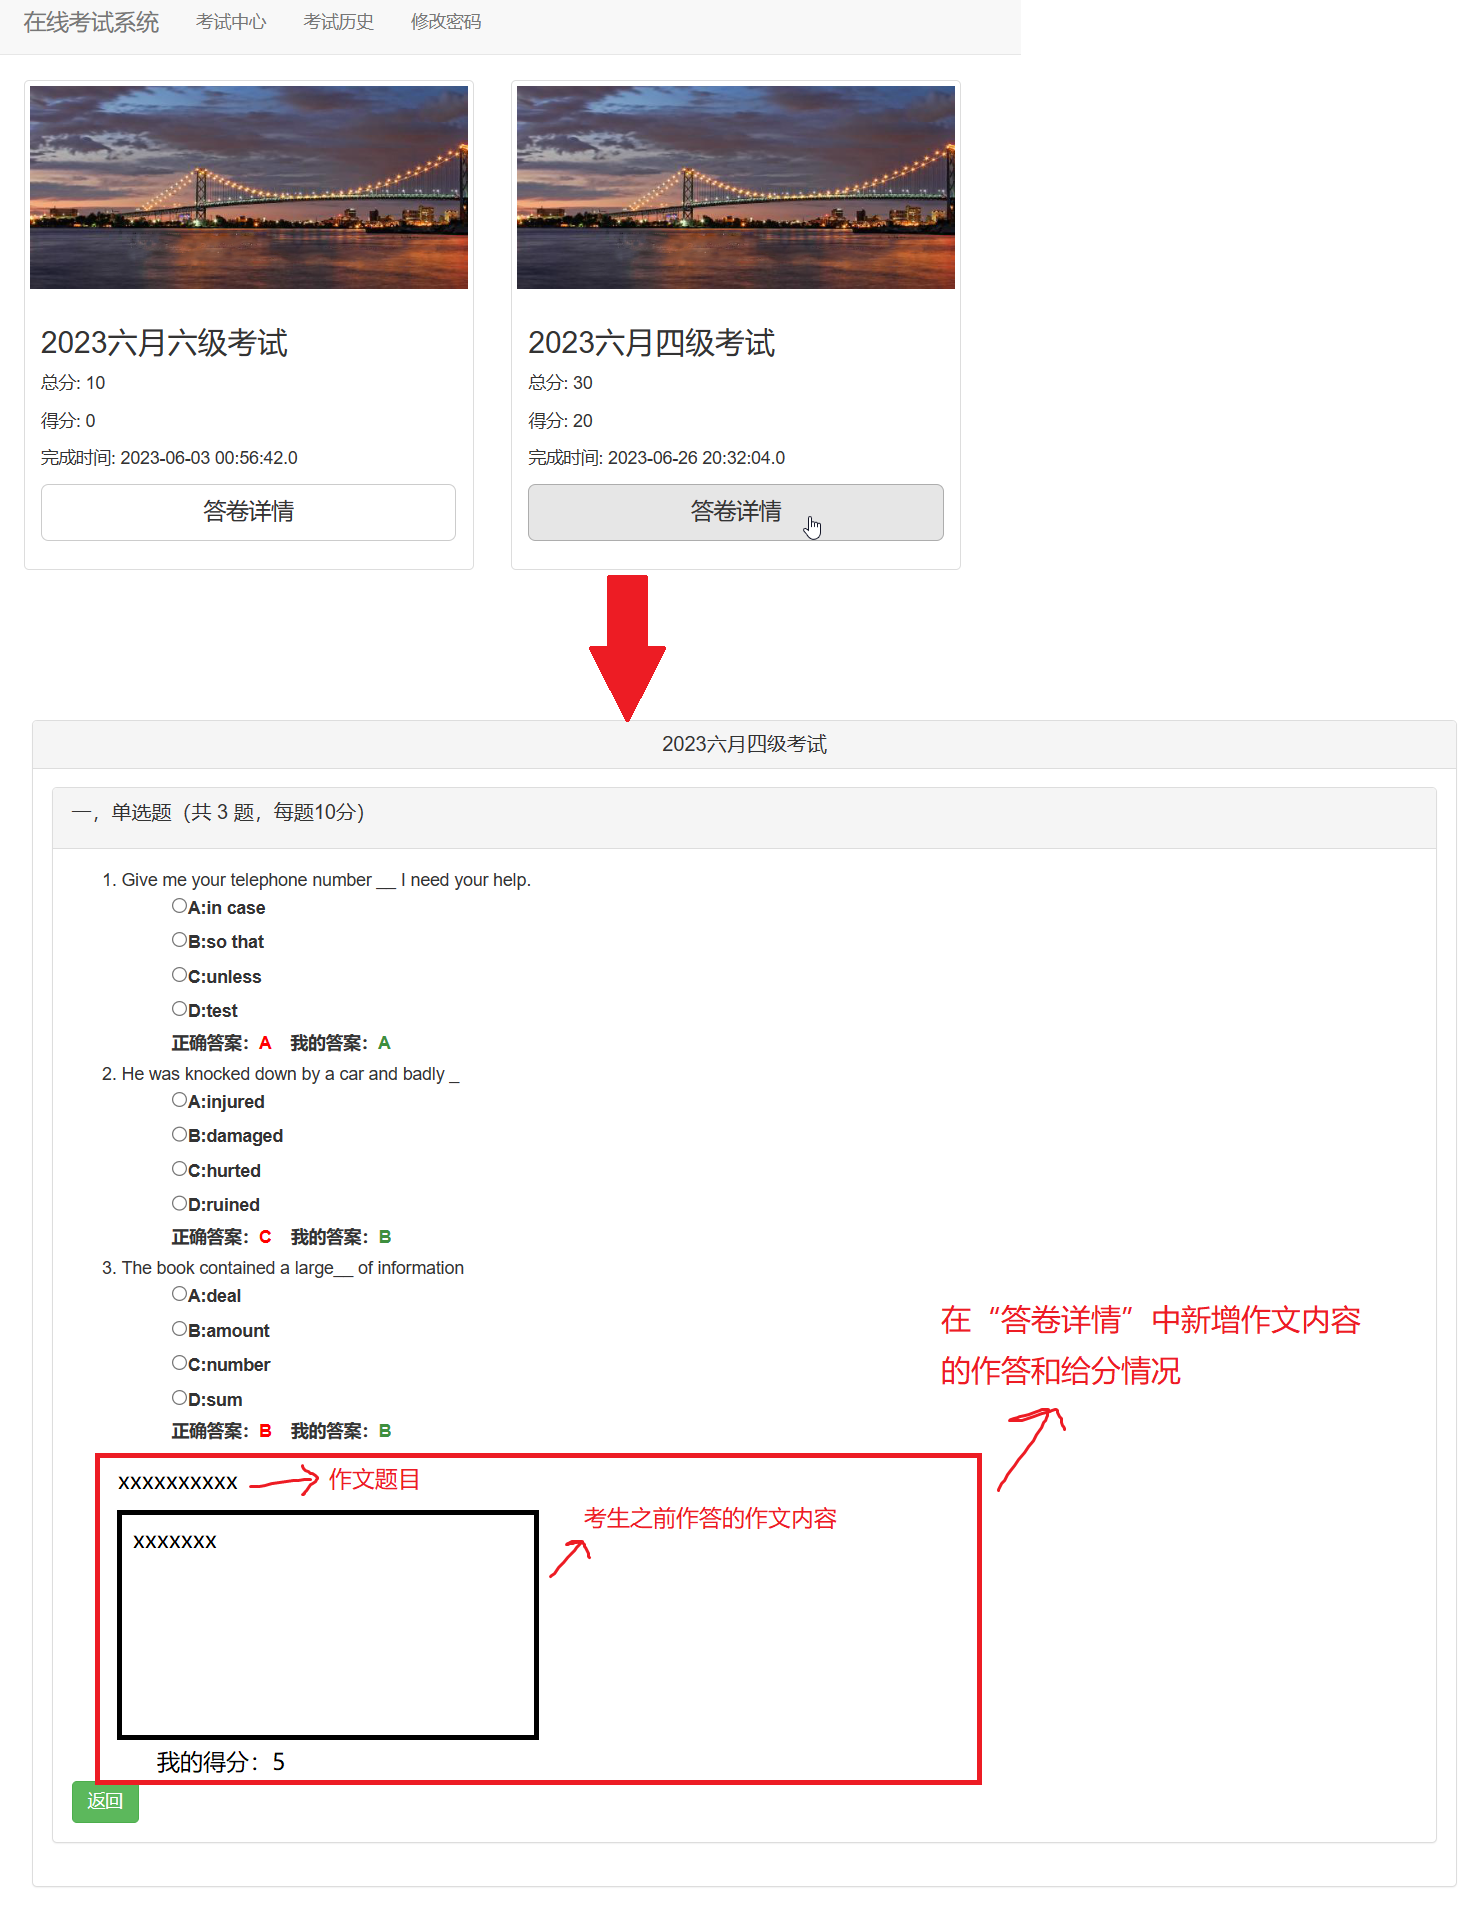 在线考试系统 考试中心 考试历史 修改密码
2023六月六级考试
总分: 10
得分: 0
完成时间: 2023-06-03 00:56:42.0
答卷详情
2023六月四级考试
总分: 30
得分: 20
完成时间: 2023-06-26 20:32:04.0
答卷详情
2023六月四级考试
一，单选题（共 3 题，每题10分）
1. Give me your telephone number __ I need your help.
A:in case
B:so that
C:unless
D:test
正确答案：A 我的答案：A
2. He was knocked down by a car and badly _
A:injured
B:damaged
C:hurted
D:ruined
正确答案：C 我的答案：B
3. The book contained a large__ of information
A:deal
B:amount
C:number
D:sum
正确答案：B 我的答案：B
在“答卷详情”中新增作文内容
的作答和给分情况
xxxxxxxxxx 作文题目
考生之前作答的作文内容
xxxxxxx
我的得分：5
返回